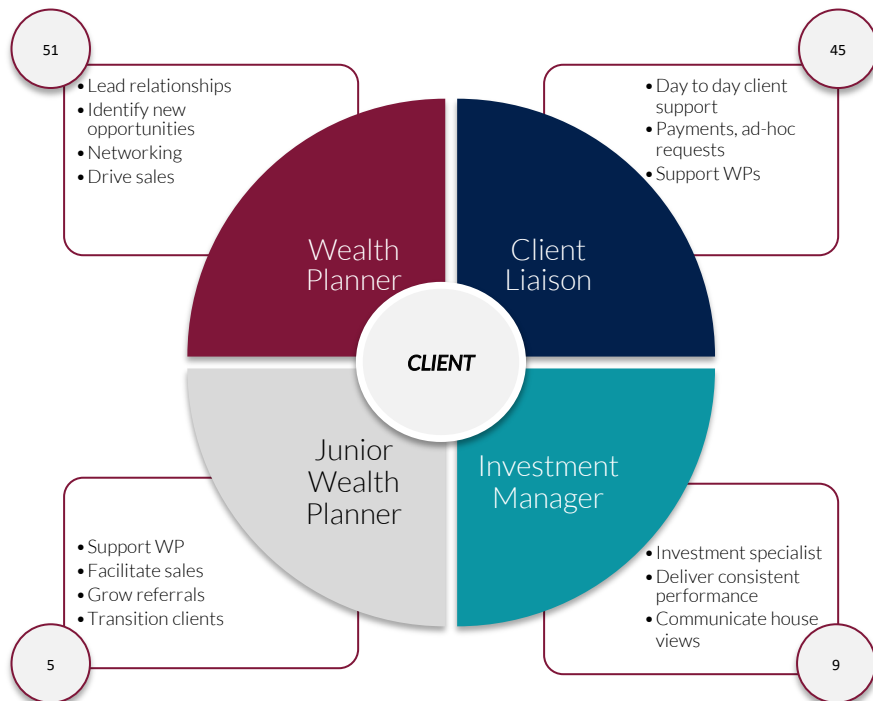 51
• Lead relationships
• Identify new
opportunities
• Networking
• Drive sales
45
• Day to day client
support
• Payments, ad-hoc
requests
• Support WPs
Wealth
Planner
Client
Liaison
CLIENT
Junior
Wealth
Planner
Investment
Manager
• Support WP
• Facilitate sales
• Grow referrals
• Transition clients
5
• Investment specialist
• Deliver consistent
performance
• Communicate house
views
9